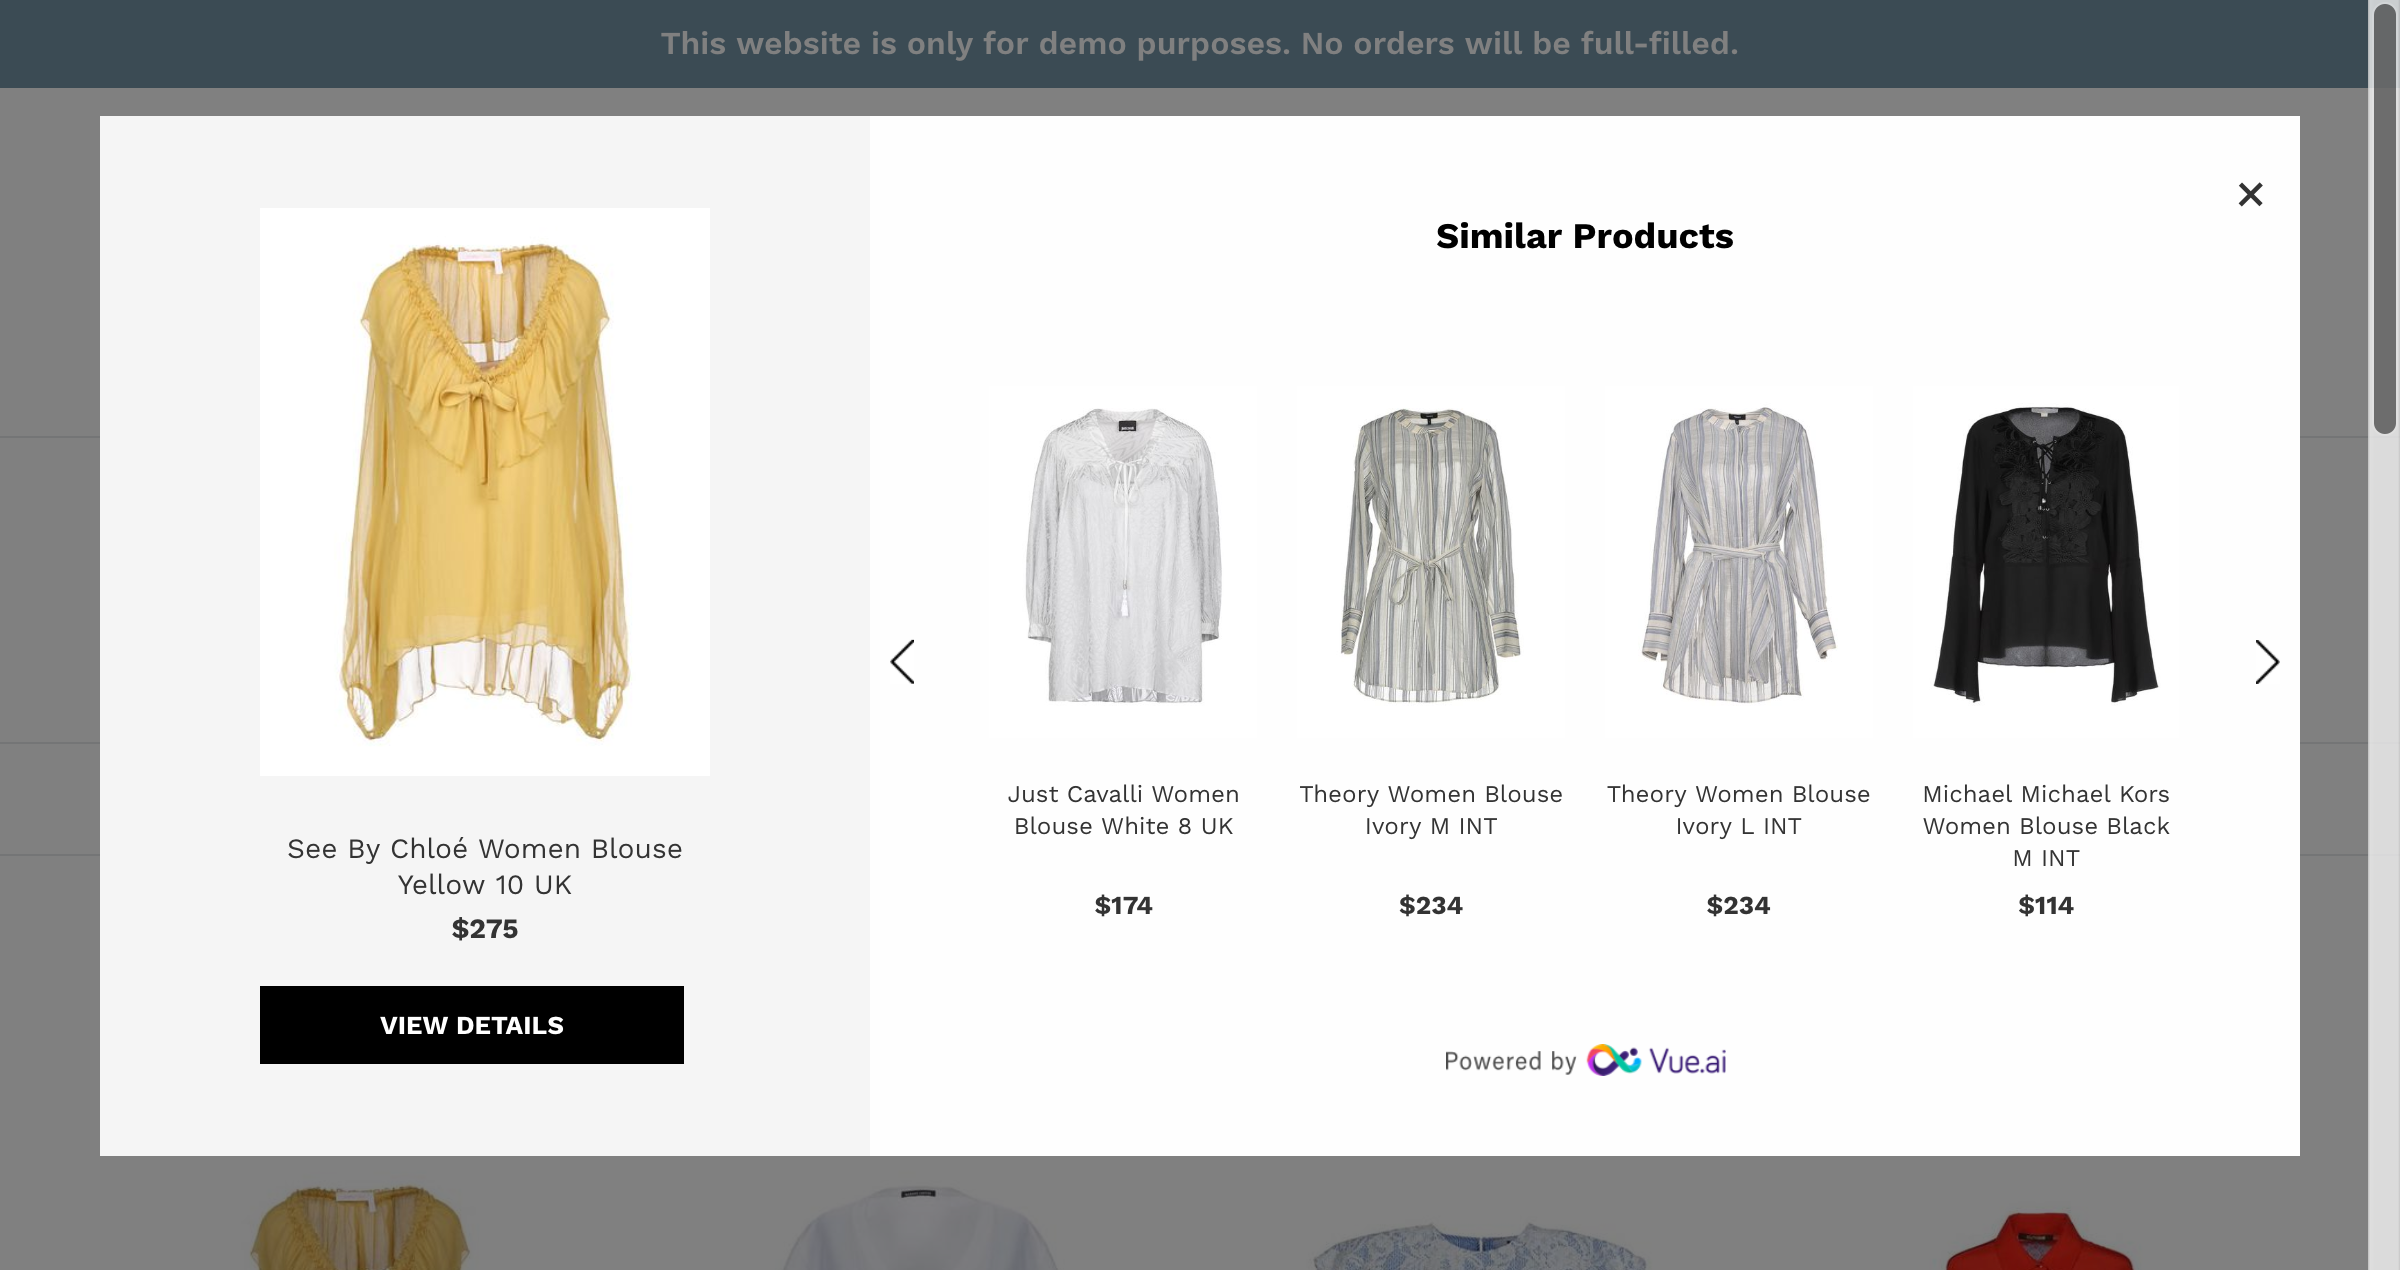 This website is only for demo purposes. No orders will be full-filled.
Similar Products
See By Chloé Women Blouse
Yellow 10 UK
$275
VIEW DETAILS
Just Cavalli Women
Blouse White 8 UK
$174
Theory Women Blouse
Ivory M INT
$234
Theory Women Blouse
Ivory L INT
$234
Michael Michael Kors
Women Blouse Black
M INT
$114
Powered by Vue.ai